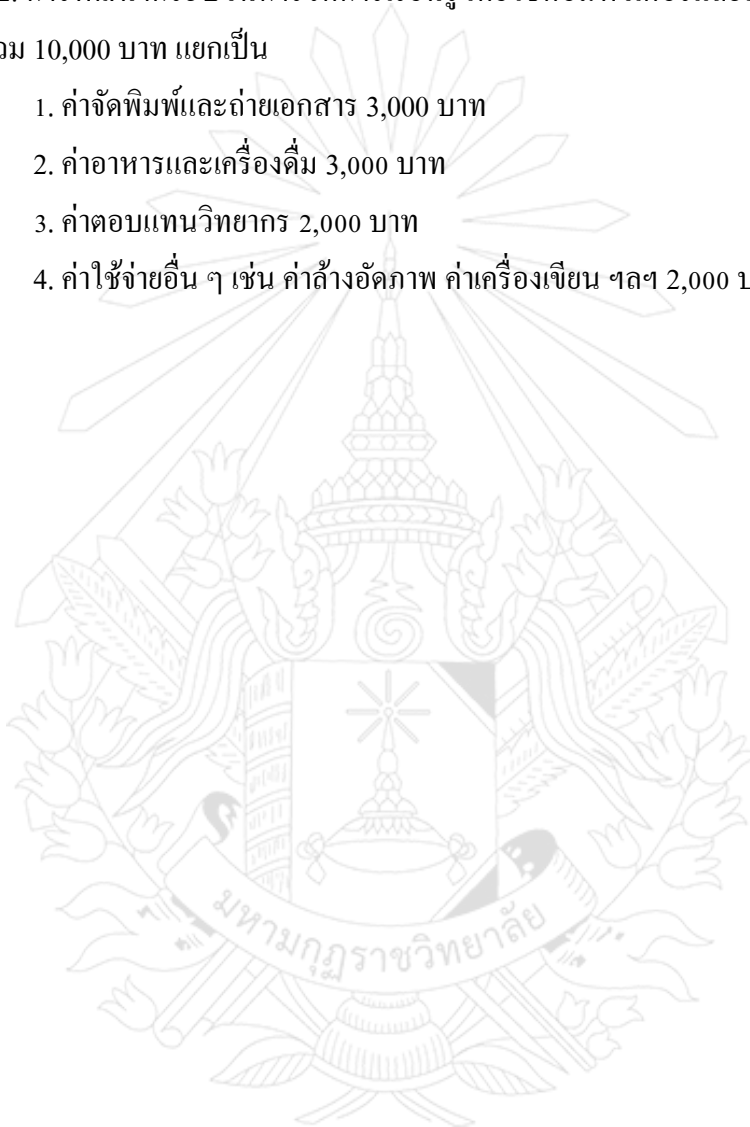 10,000 บาท แยกเป็น
1. ค่าจัดพิมพ์และถ่ายเอกสาร 3,000 บาท
2. ค่าอาหารและเครื่องดื่ม 3,000 บาท
3. ค่าตอบแทนวิทยากร 2,000 บาท
4. ค่าใช้จ่ายอื่น ๆ เช่น ค่าล้างอัดภาพ ค่าเครื่องเขียน ฯลฯ 2,000
มหามกุฏราชวิทยาลัย